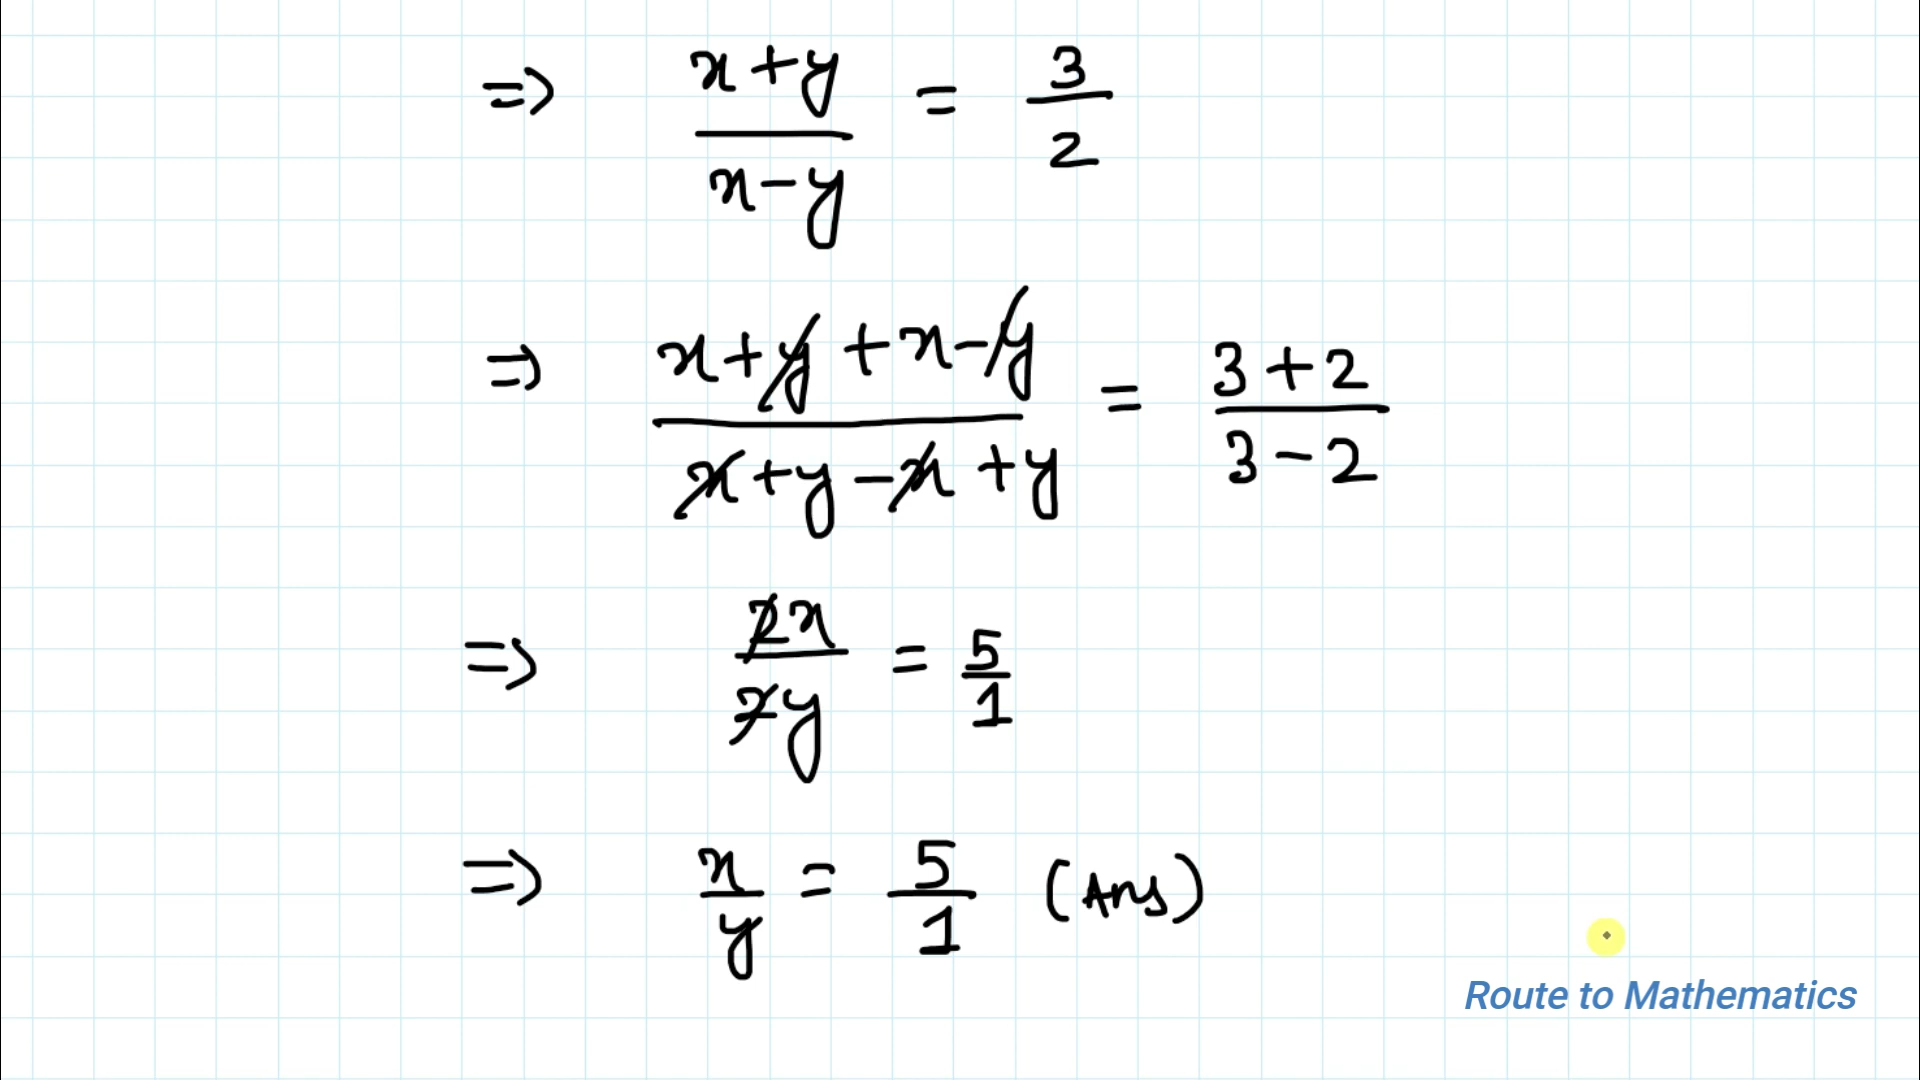 => x+y/x-y = 3/2
=> x+y+x-y/x+y-x+y = 3+2/3-2
=> 2x/2y = 5/1
=> x/y = 5/1 (Ans)
Route to Mathematics